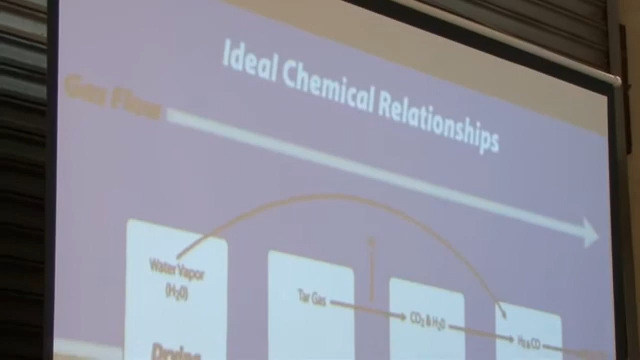 Ideal Chemical Relationships
Gas Flow
Water Vapor
(H₂O)
Tar Gas
CO₂ & H₂O
H₂ & CO
Drying